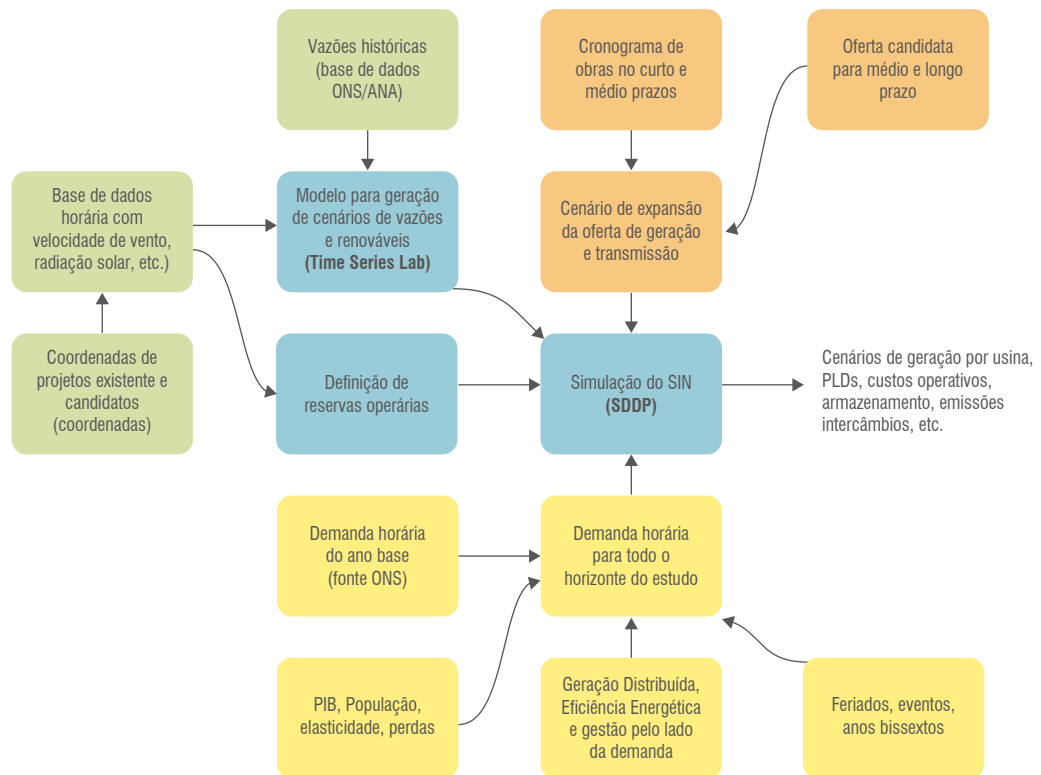 Vazões históricas
(base de dados
ONS/ANA)
Cronograma de
obras no curto e
médio prazos
Oferta candidata
para médio e longo
prazo
Base de dados
horária com
velocidade de vento,
radiação solar, etc.)
Modelo para geração
de cenários de vazões
e renováveis
(Time Series Lab)
Cenário de expansão
da oferta de geração
e transmissão
Coordenadas de
projetos existente e
candidatos
(coordenadas)
Definição de
reservas operárias
Simulação do SIN
(SDDP)
Cenários de geração por usina,
PLDs, custos operativos,
armazenamento, emissões
intercâmbios, etc.
Demanda horária
do ano base
(fonte ONS)
Demanda horária
para todo o
horizonte do estudo
PIB, População,
elasticidade, perdas
Geração Distribuída,
Eficiência Energética
e gestão pelo lado
da demanda
Feriados, eventos,
anos bissextos